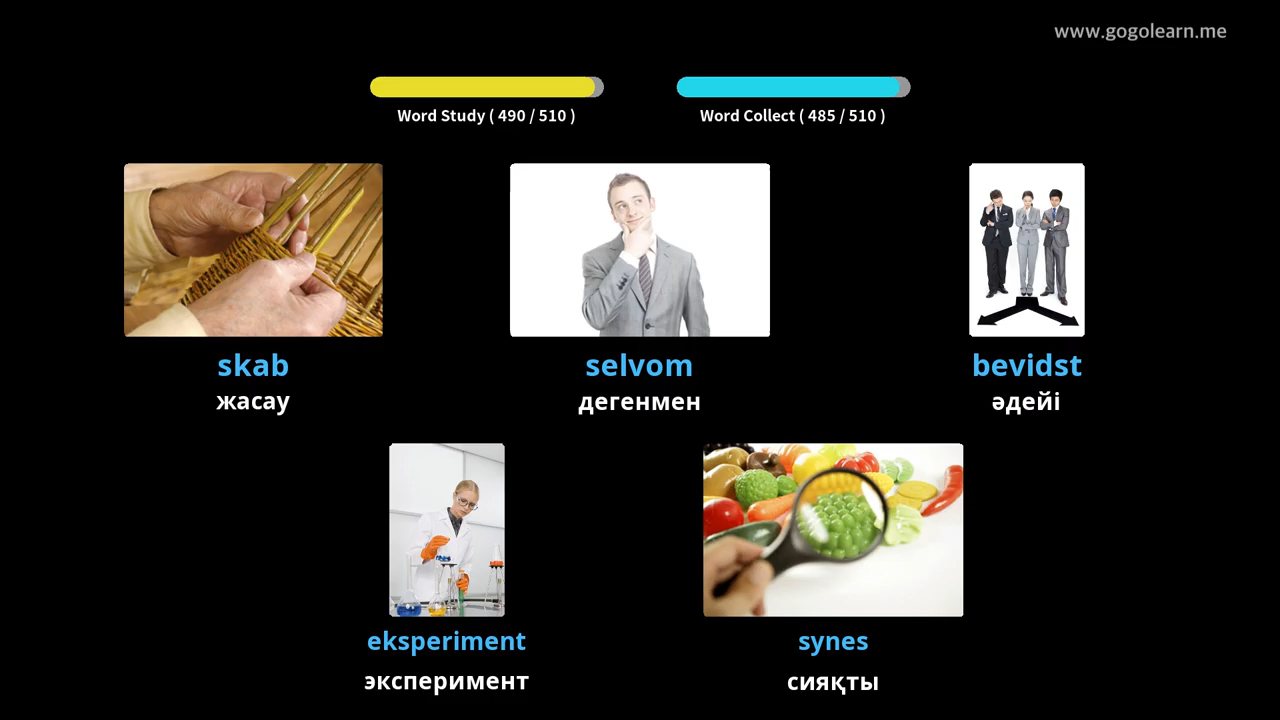 www.gogolearn.me
Word Study ( 490 / 510 )
Word Collect ( 485 / 510 )
skab
жасау
selvom
дегенмен
bevidst
әдейі
eksperiment
эксперимент
synes
сияқты